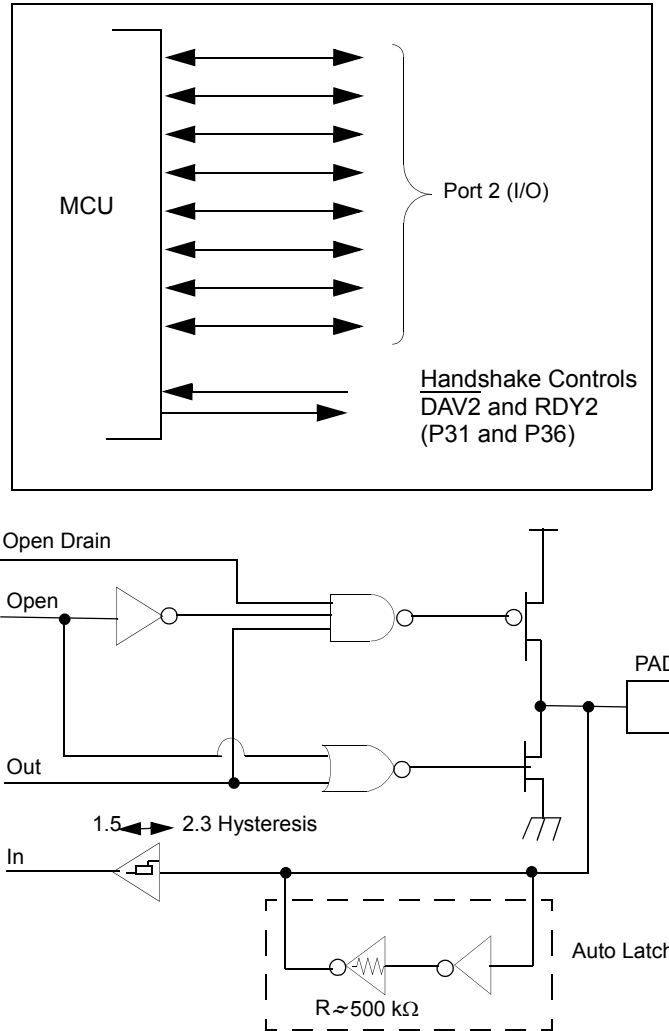 MCU
Port 2 (I/O)
Handshake Controls
DAV2 and RDY2
(P31 and P36)
Open Drain
Open
PAD
Out
1.5 2.3 Hysteresis
In
Auto Latch
R≈500 kΩ